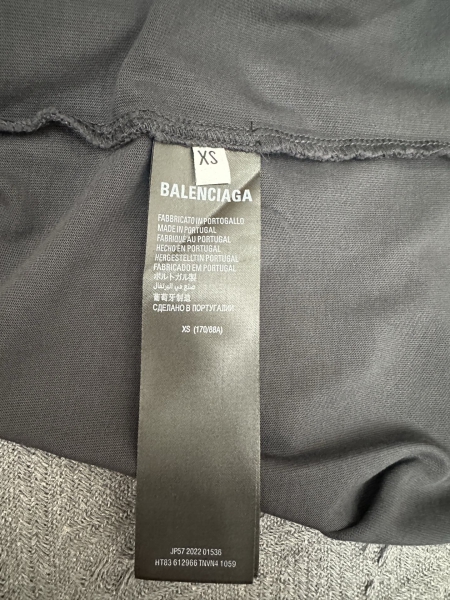 XS
BALENCIAGA
FABBRICATO IN PORTOGALLO
MADE IN PORTUGAL
FABRIQUÉ AU PORTUGAL
HECHO EN PORTUGAL
HERGESTELLT IN PORTUGAL
FABRICADO EM PORTUGAL
ポルトガル製
صنع في البرتغال
葡萄牙制造
СДЕЛАНО В ПОРТУГАЛИИ
XS (170/68A)
JP57 2022 01536
HT83 612966 TNVN4 1059